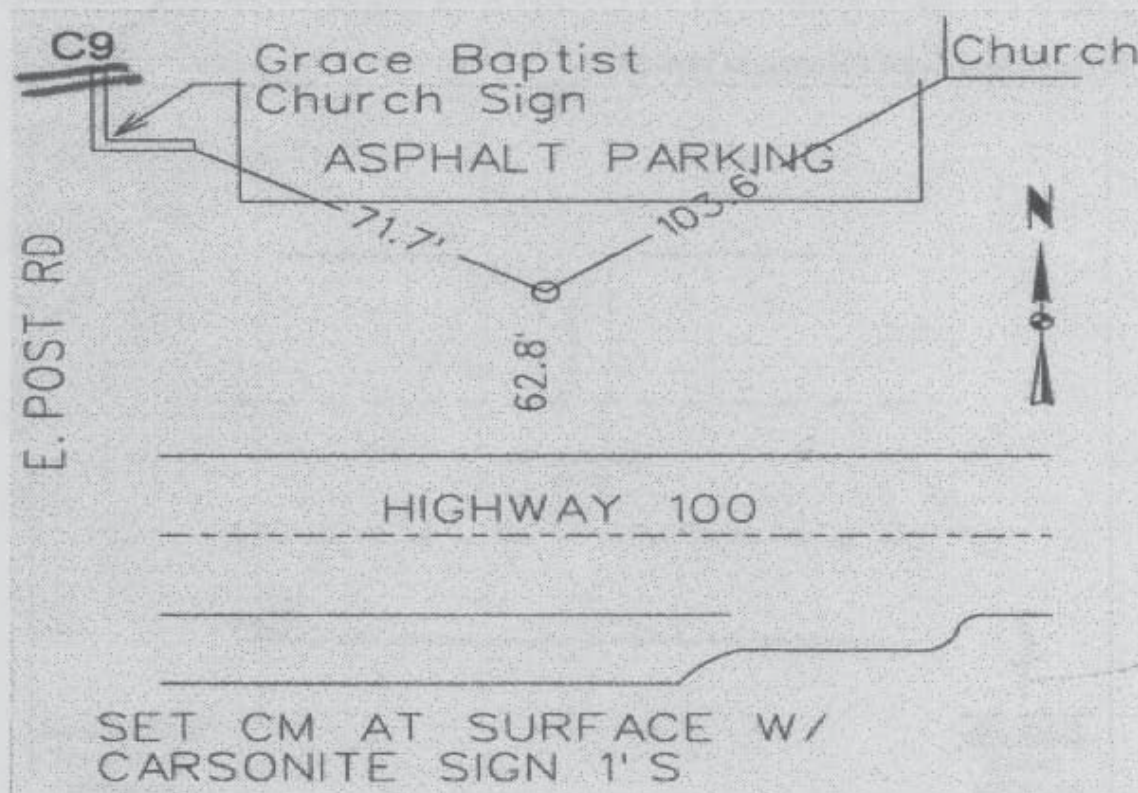 C9
Grace Baptist
Church Sign
Church
ASPHALT PARKING
71.7'
103.6'
N
E. POST RD
62.8'
HIGHWAY 100
SET CM AT SURFACE W/
CARSONITE SIGN 1'S